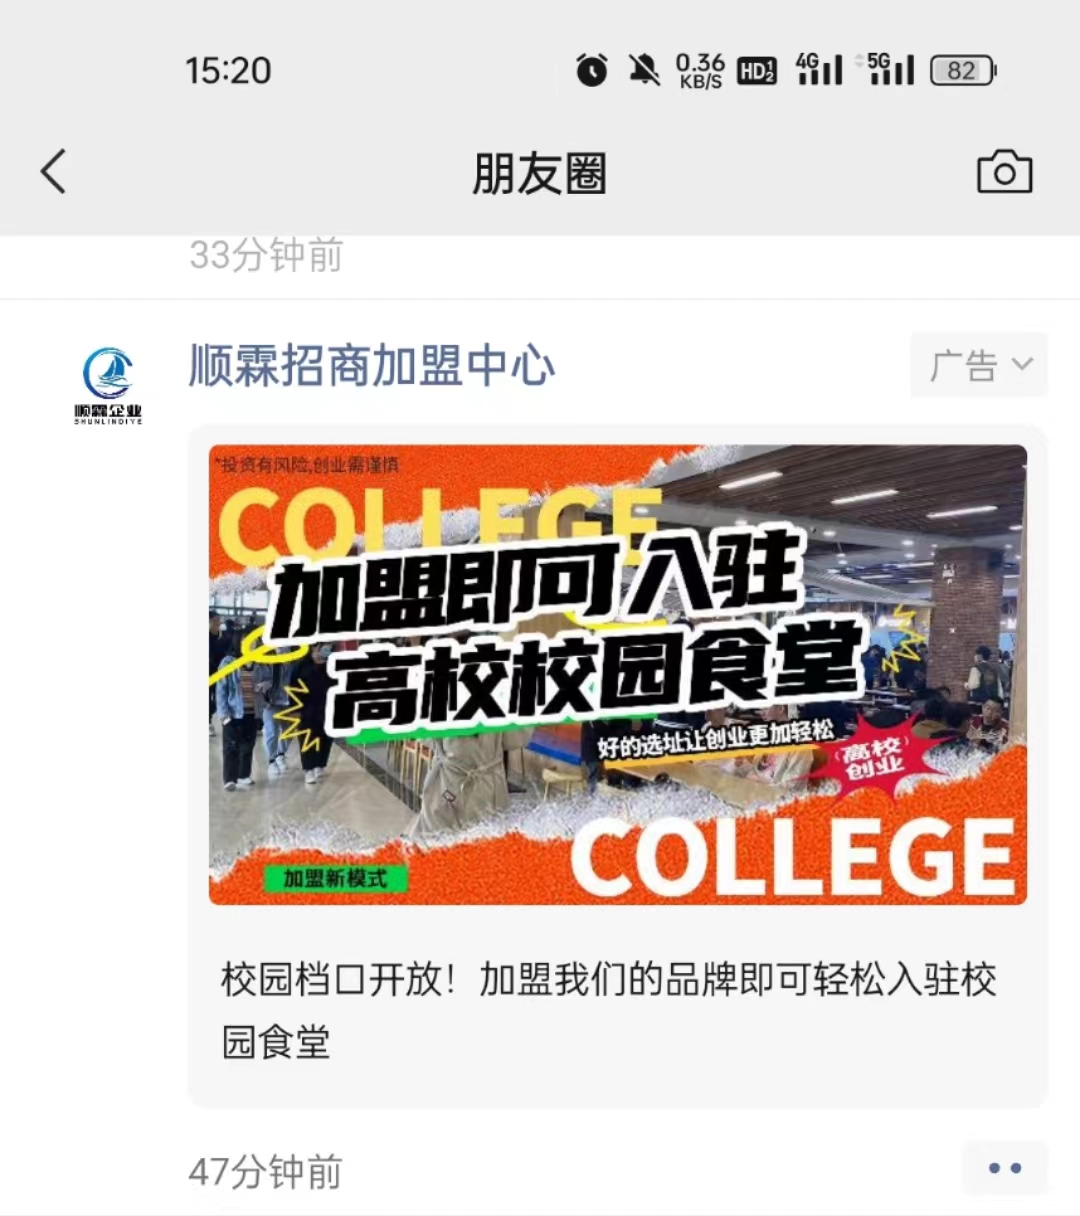 15:20
0.36
KB/S
HD 1 2
4G
5G
82
朋友圈
33分钟前
顺霖招商加盟中心
广告
顺霖企业
SHUNLINQIYE
*投资有风险,创业需谨慎
COLLEGE
加盟即可入驻
高校校园食堂
好的选址让创业更加轻松
高校
创业
COLLEGE
加盟新模式
校园档口开放！加盟我们的品牌即可轻松入驻校
园食堂
47分钟前